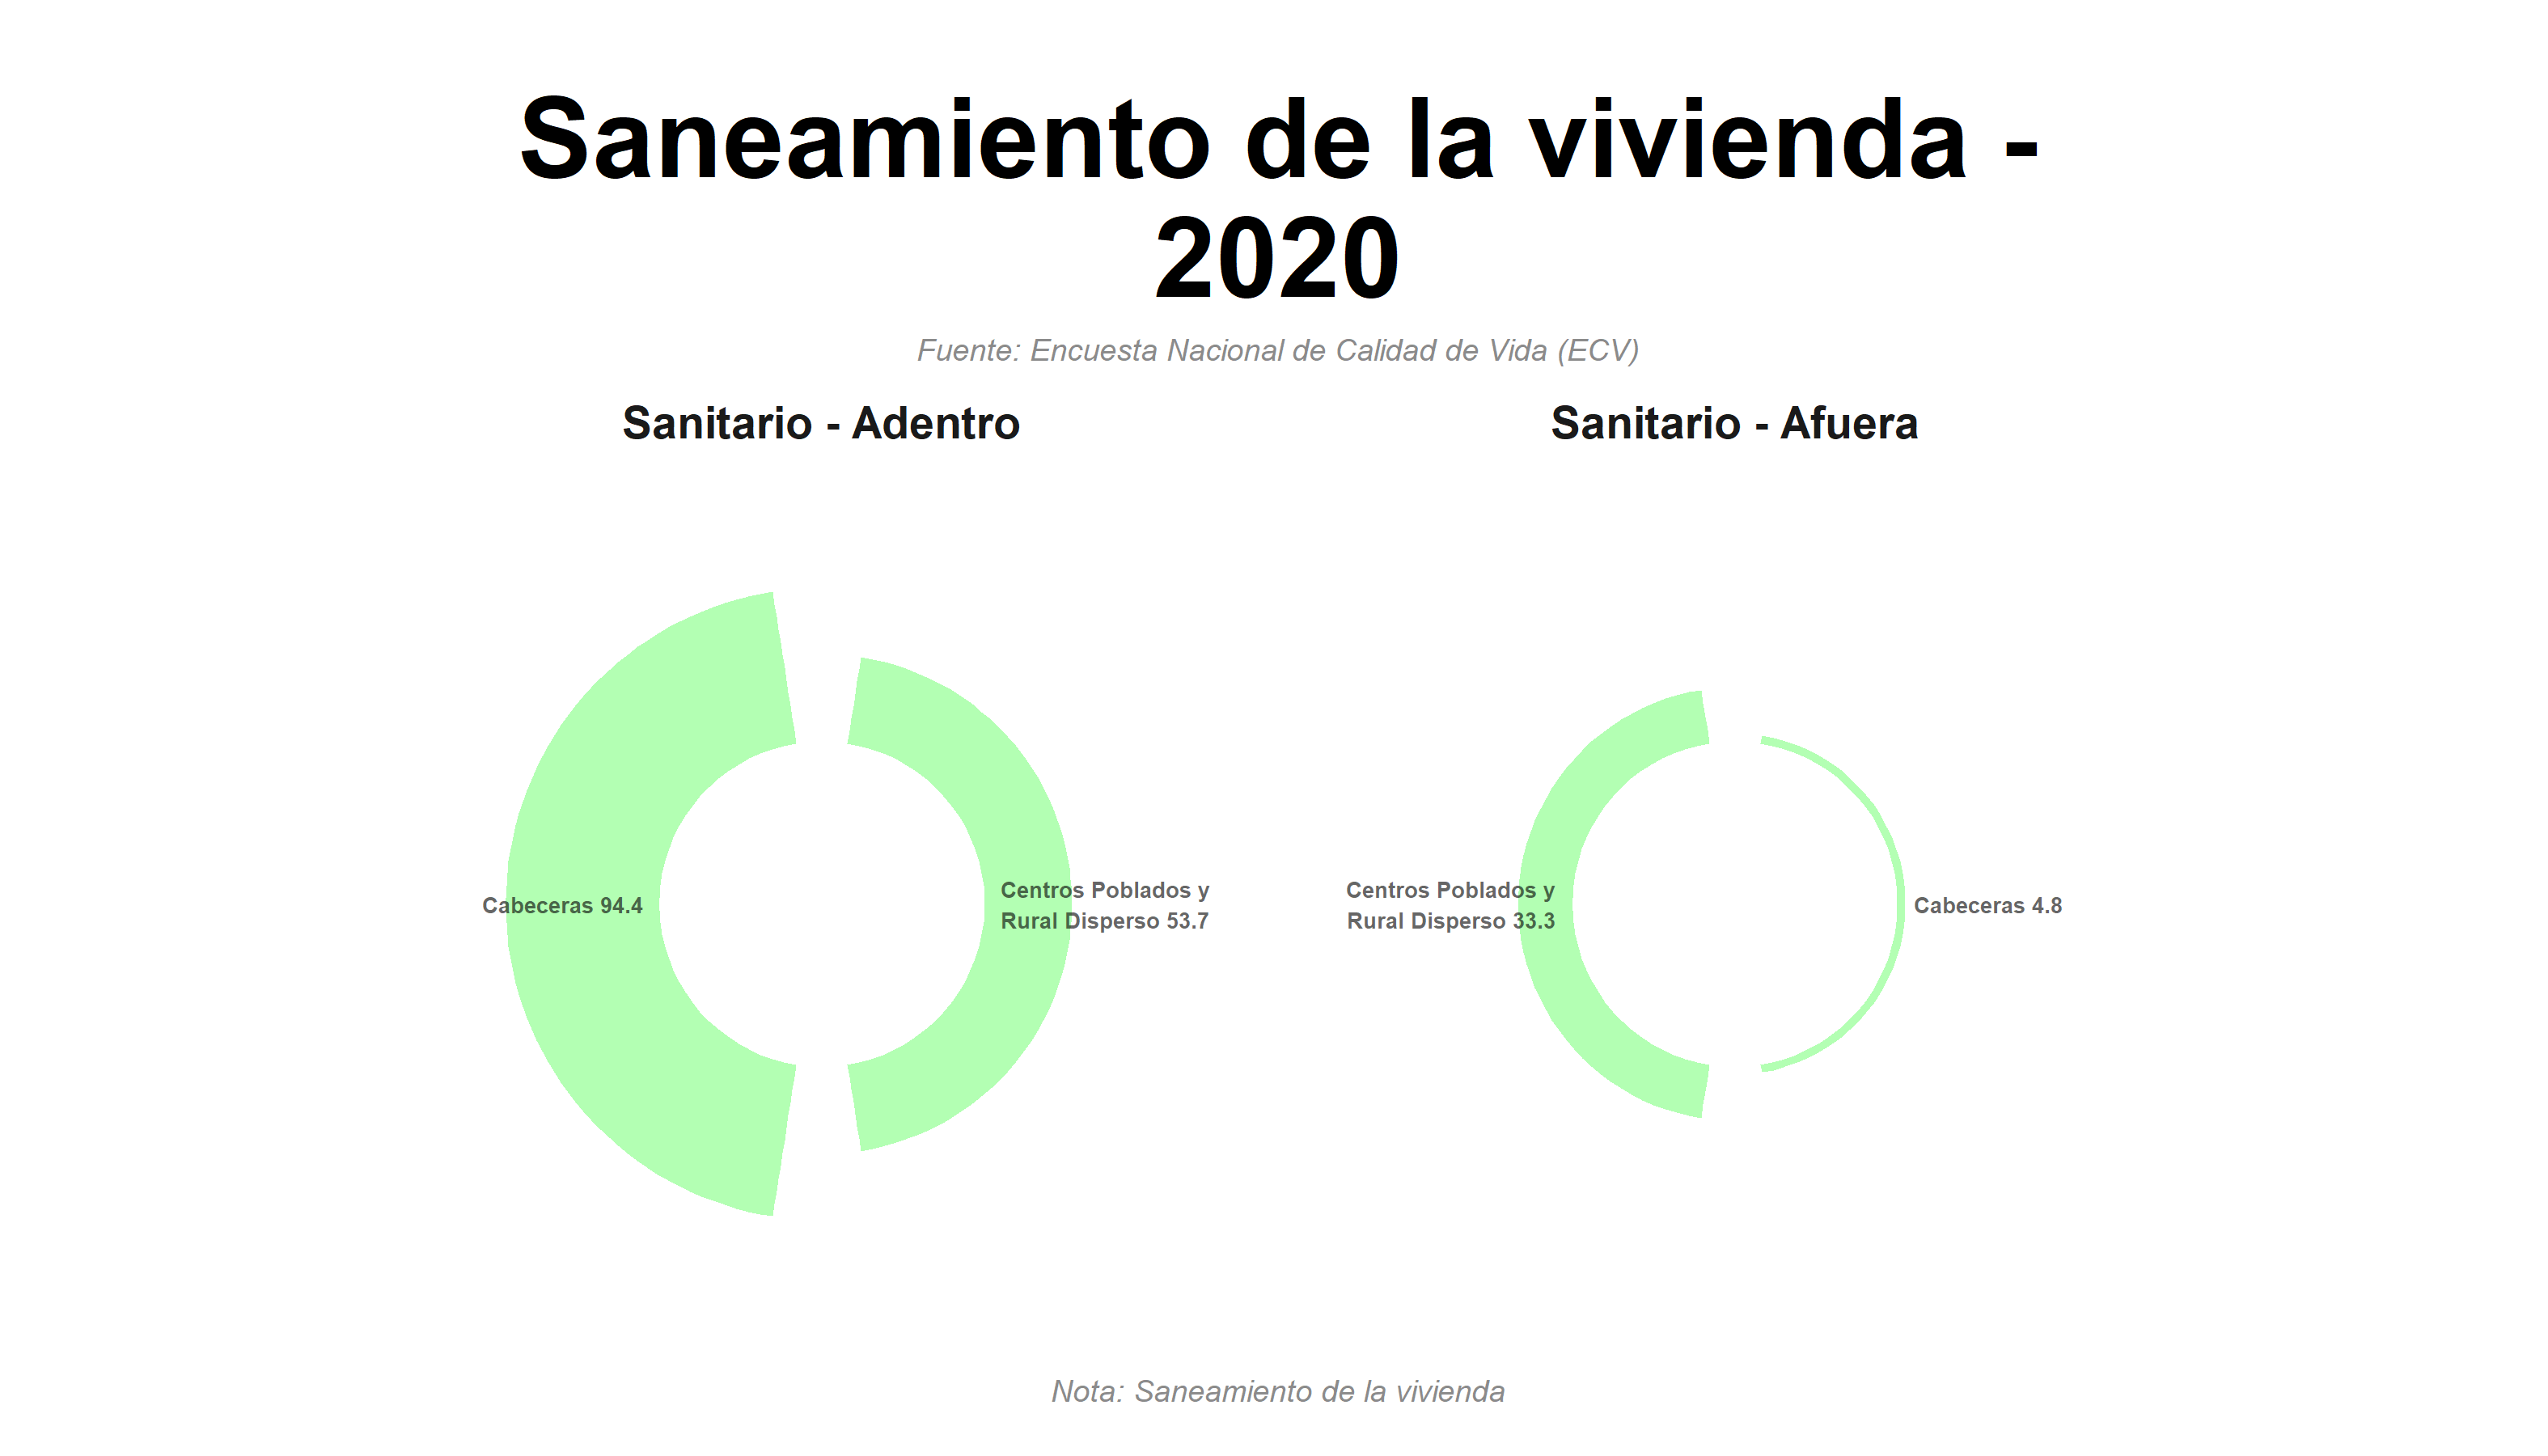 Saneamiento de la vivienda -
2020
Fuente: Encuesta Nacional de Calidad de Vida (ECV)
Sanitario - Adentro
Sanitario - Afuera
Cabeceras 94.4
Centros Poblados y
Rural Disperso 53.7
Centros Poblados y
Rural Disperso 33.3
Cabeceras 4.8
Nota: Saneamiento de la vivienda